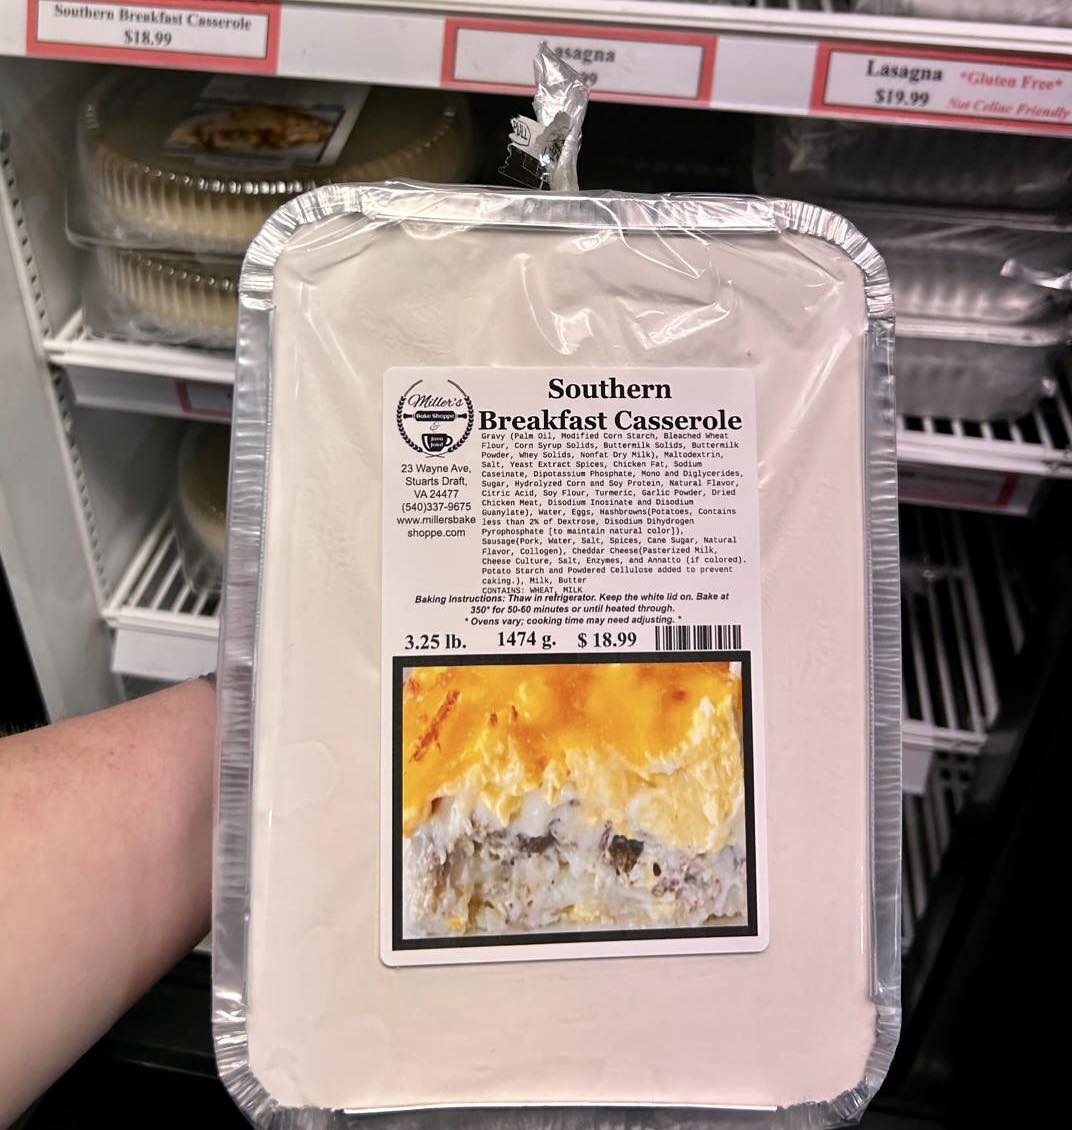 Southern Breakfast Casserole
$18.99
Lasagna
*Gluten Free*
$19.99
Not Celiac Friendly
PULL
Miller's
Bake Shoppe
&
Java
Joint
23 Wayne Ave,
Stuarts Draft,
VA 24477
(540)337-9675
www.millersbake
shoppe.com
Southern
Breakfast Casserole
Gravy (Palm Oil, Modified Corn Starch, Bleached Wheat
Flour, Corn Syrup Solids, Buttermilk Solids, Buttermilk
Powder, Whey Solids, Nonfat Dry Milk), Maltodextrin,
Salt, Yeast Extract Spices, Chicken Fat, Sodium
Caseinate, Dipotassium Phosphate, Mono and Diglycerides,
Sugar, Hydrolyzed Corn and Soy Protein, Natural Flavor,
Citric Acid, Soy Flour, Turmeric, Garlic Powder, Dried
Chicken Meat, Disodium Inosinate and Disodium
Guanylate), Water, Eggs, Hashbrowns(Potatoes, Contains
less than 2% of Dextrose, Disodium Dihydrogen
Pyrophosphate [to maintain natural color]),
Sausage(Pork, Water, Salt, Spices, Cane Sugar, Natural
Flavor, Collogen), Cheddar Cheese(Pasterized Milk,
Cheese Culture, Salt, Enzymes, and Annatto (if colored).
Potato Starch and Powdered Cellulose added to prevent
caking.), Milk, Butter
CONTAINS: WHEAT, MILK
Baking Instructions: Thaw in refrigerator. Keep the white lid on. Bake at
350° for 50-60 minutes or until heated through.
* Ovens vary; cooking time may need adjusting. *
3.25 lb. 1474 g. $ 18.99